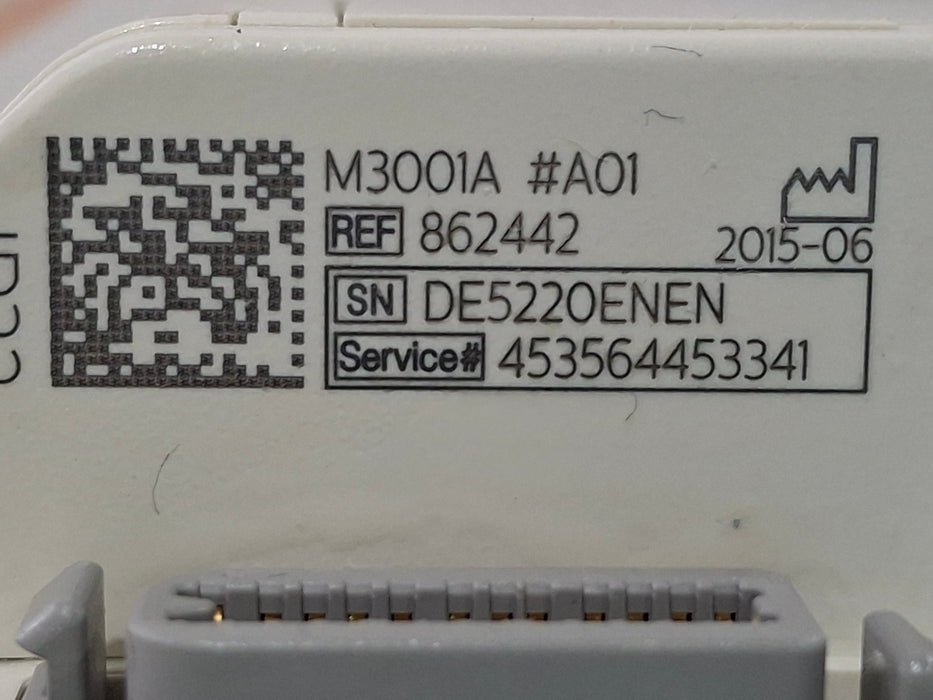 M3001A #A01
REF 862442
2015-06
SN DE5220ENEN
Service# 453564453341